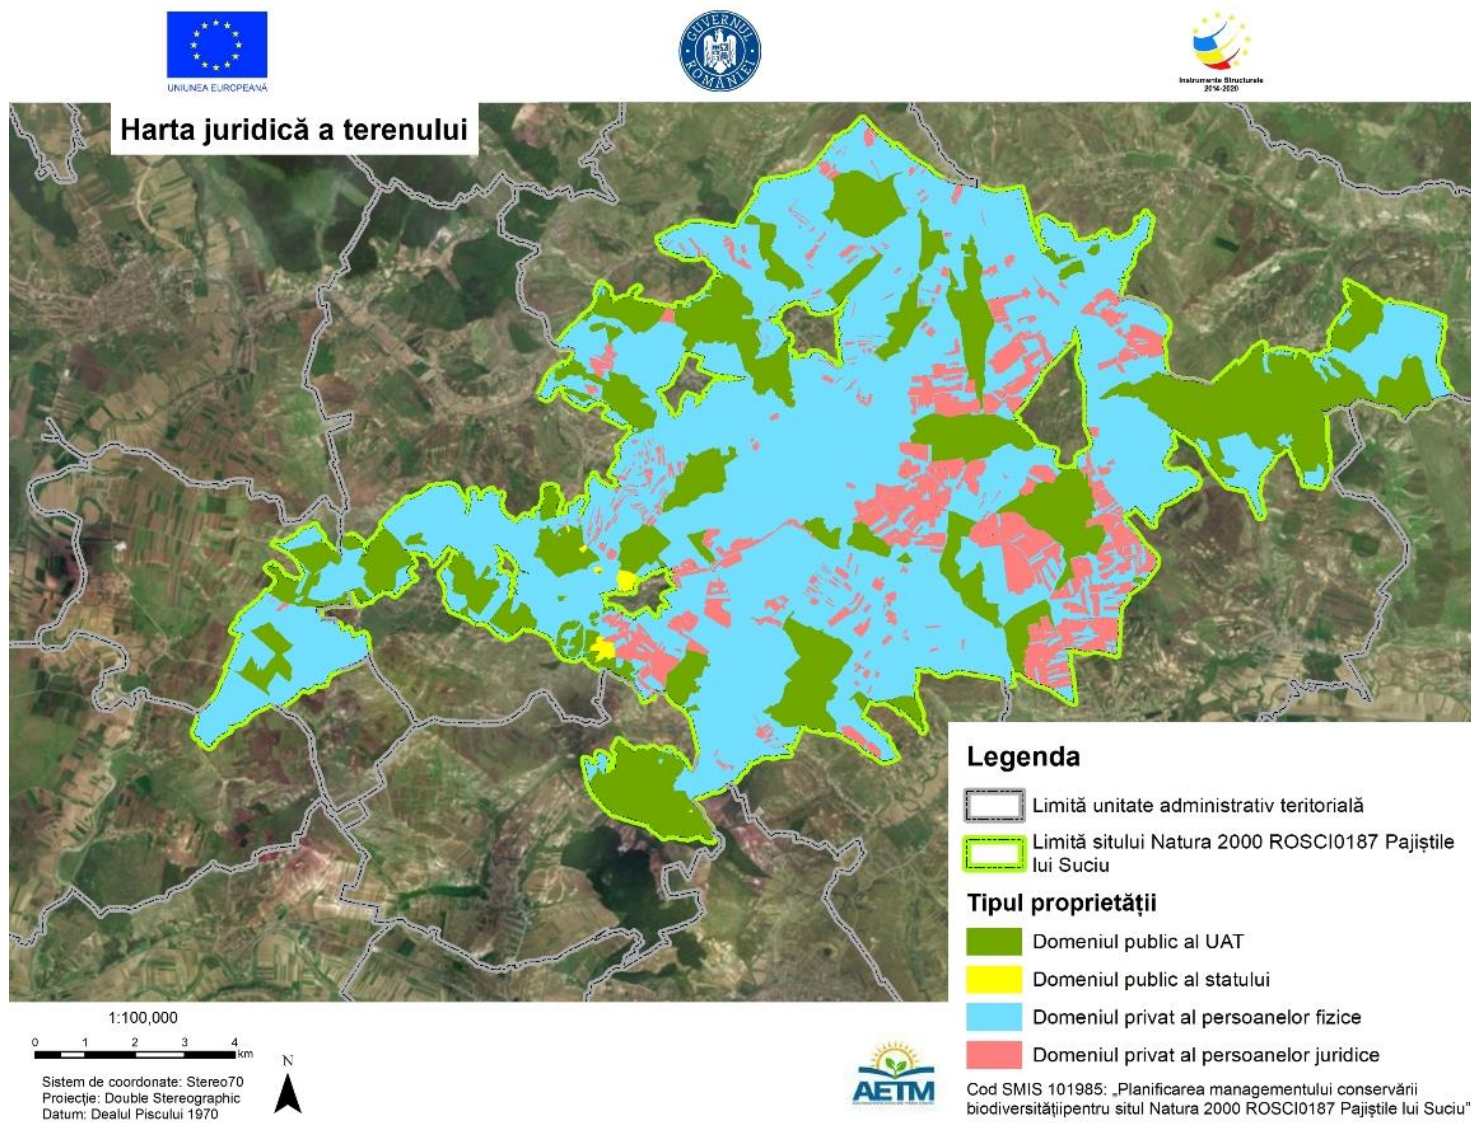 UNIUNEA EUROPEANĂ
GUVERNUL ROMÂNIEI
Instrumente Structurale
2014-2020
Harta juridică a terenului
Legenda
Limită unitate administrativ teritorială
Limită sitului Natura 2000 ROSCI0187 Pajiștile
lui Suciu
Tipul proprietății
Domeniul public al UAT
Domeniul public al statului
Domeniul privat al persoanelor fizice
Domeniul privat al persoanelor juridice
Cod SMIS 101985: „Planificarea managementului conservării
biodiversitățiipentru situl Natura 2000 ROSCI0187 Pajiștile lui Suciu"
1:100,000
0 1 2 3 4
km
N
Sistem de coordonate: Stereo70
Proiecție: Double Stereographic
Datum: Dealul Piscului 1970
AETM